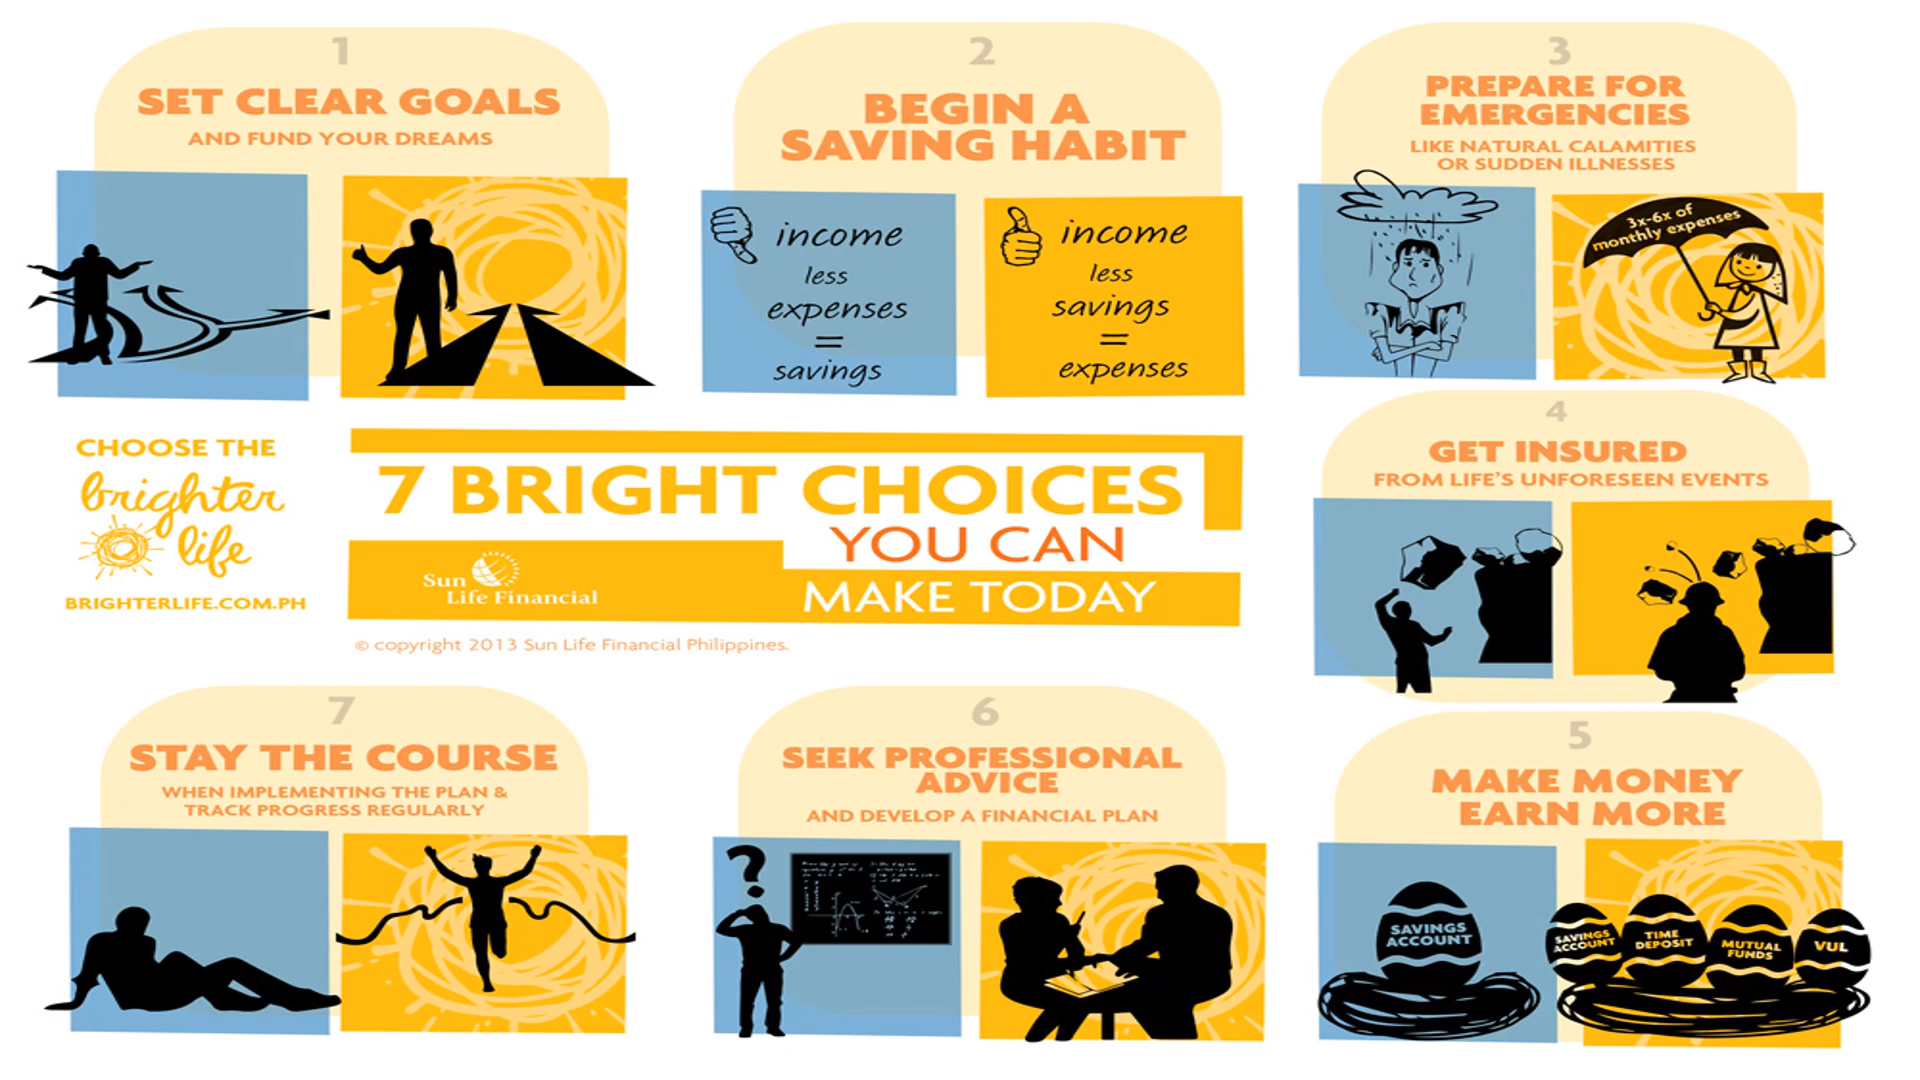 1
SET CLEAR GOALS
AND FUND YOUR DREAMS
2
BEGIN A
SAVING HABIT
income
less
expenses
=
savings
income
less
savings
=
expenses
3
PREPARE FOR
EMERGENCIES
LIKE NATURAL CALAMITIES
OR SUDDEN ILLNESSES
3x-6x of
monthly expenses
CHOOSE THE
brighter
life
BRIGHTERLIFE.COM.PH
7 BRIGHT CHOICES
YOU CAN
MAKE TODAY
Sun
Life Financial
© copyright 2013 Sun Life Financial Philippines.
4
GET INSURED
FROM LIFE'S UNFORESEEN EVENTS
5
MAKE MONEY
EARN MORE
SAVINGS
ACCOUNT
SAVINGS
ACCOUNT
TIME
DEPOSIT
MUTUAL
FUNDS
VUL
6
SEEK PROFESSIONAL
ADVICE
AND DEVELOP A FINANCIAL PLAN
?
7
STAY THE COURSE
WHEN IMPLEMENTING THE PLAN &
TRACK PROGRESS REGULARLY